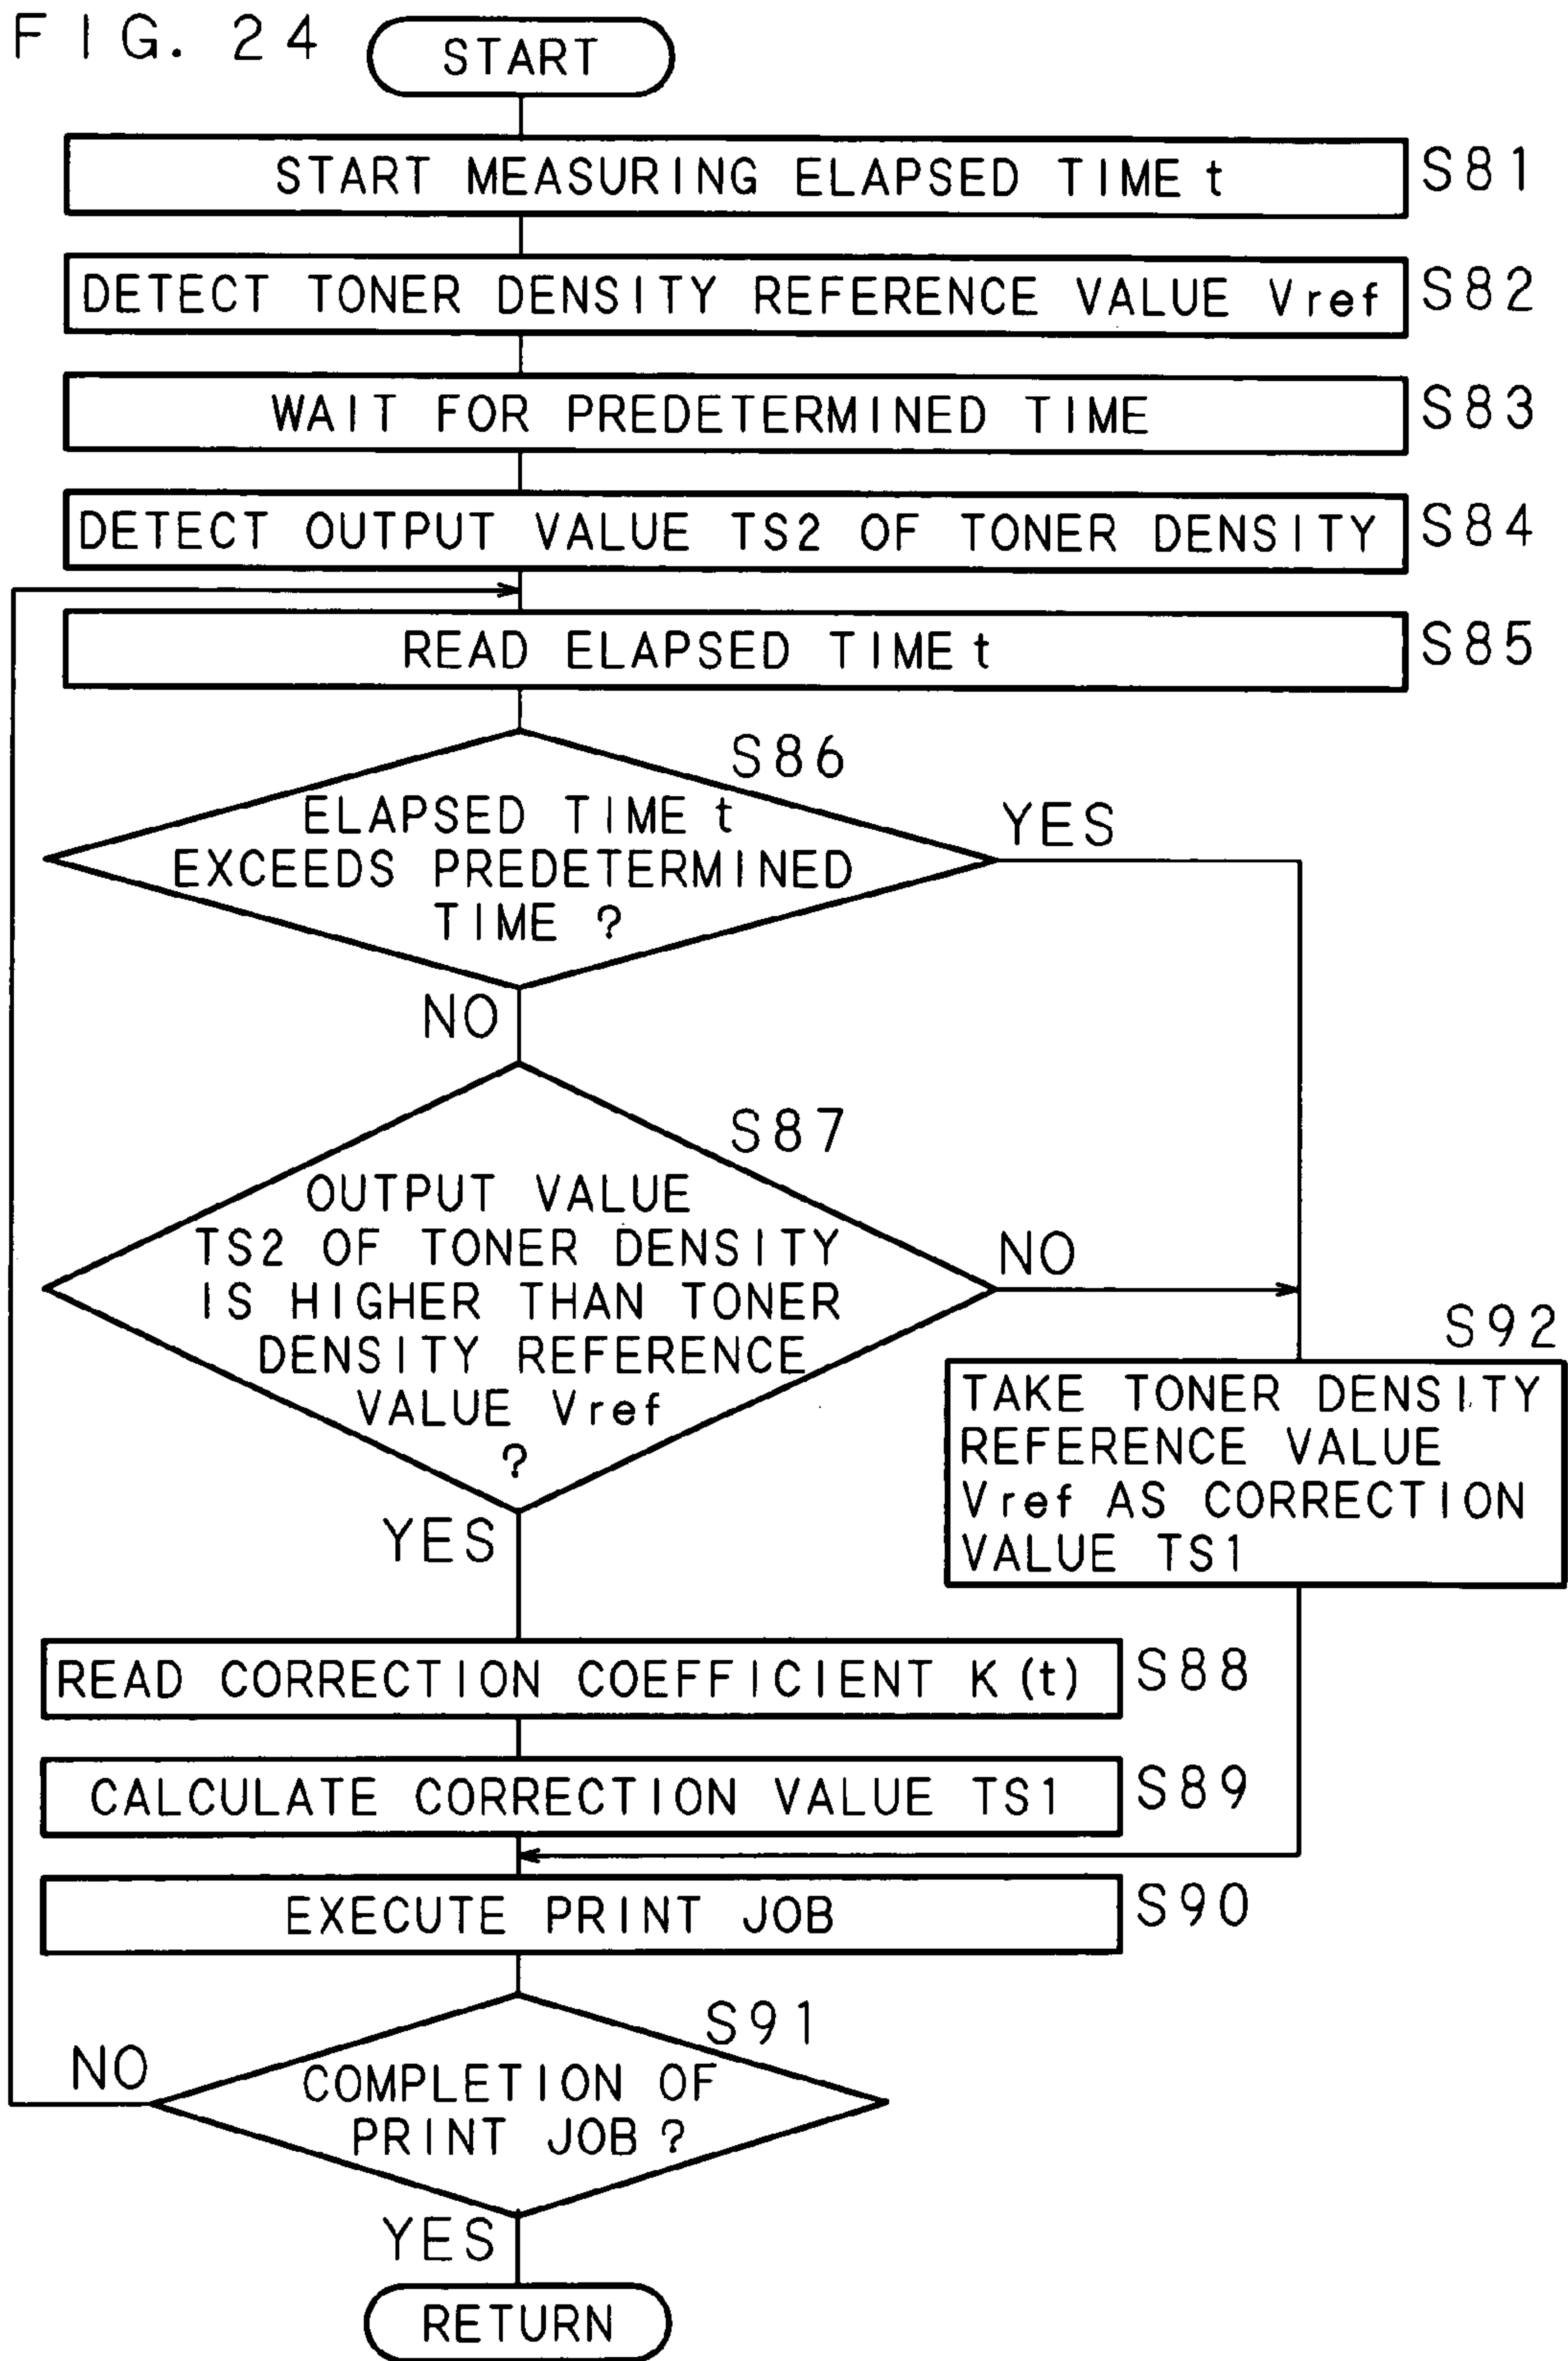 FIG. 24
START
START MEASURING ELAPSED TIME t
S81
DETECT TONER DENSITY REFERENCE VALUE Vref
S82
WAIT FOR PREDETERMINED TIME
S83
DETECT OUTPUT VALUE TS2 OF TONER DENSITY
S84
READ ELAPSED TIME t
S85
S86
ELAPSED TIME t
EXCEEDS PREDETERMINED
TIME ?
YES
NO
S87
OUTPUT VALUE
TS2 OF TONER DENSITY
IS HIGHER THAN TONER
DENSITY REFERENCE
VALUE Vref
?
NO
YES
S92
TAKE TONER DENSITY
REFERENCE VALUE
Vref AS CORRECTION
VALUE TS1
READ CORRECTION COEFFICIENT K(t)
S88
CALCULATE CORRECTION VALUE TS1
S89
EXECUTE PRINT JOB
S90
S91
COMPLETION OF
PRINT JOB ?
NO
YES
RETURN